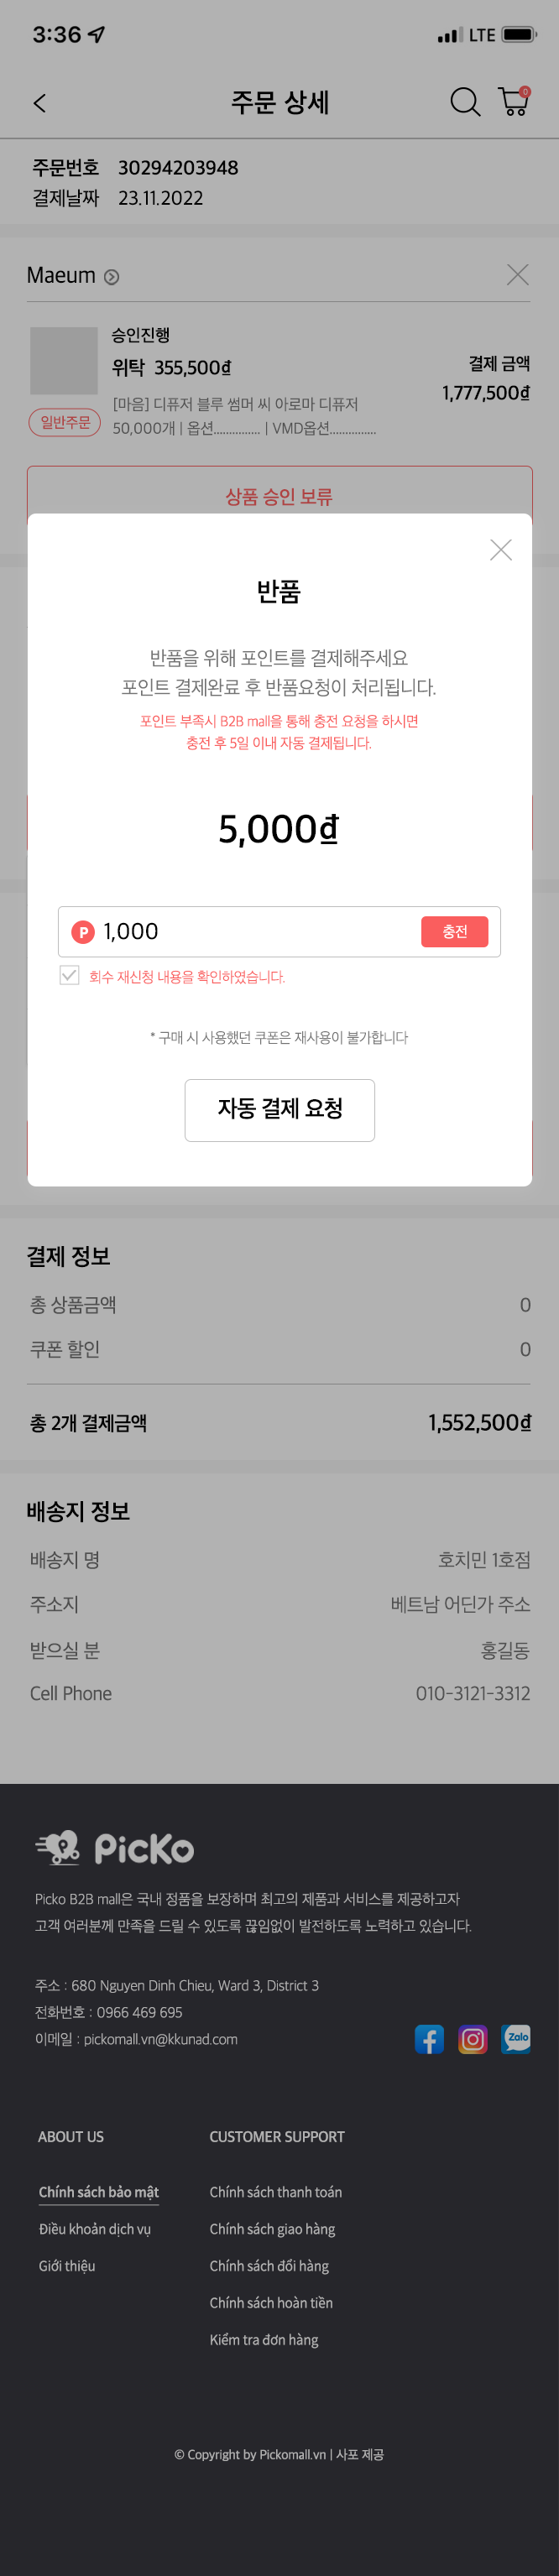 3:36
LTE
주문 상세
0
주문번호 30294203948
결제날짜 23.11.2022
Maeum
승인진행
위탁 355,500₫
결제 금액
1,777,500₫
일반주문
[마음] 디퓨저 블루 썸머 씨 아로마 디퓨저
50,000개 | 옵션............... | VMD옵션...............
상품 승인 보류
반품
반품을 위해 포인트를 결제해주세요
포인트 결제완료 후 반품요청이 처리됩니다.
포인트 부족시 B2B mall을 통해 충전 요청을 하시면
충전 후 5일 이내 자동 결제됩니다.
5,000₫
P 1,000 충전
회수 재신청 내용을 확인하였습니다.
* 구매 시 사용했던 쿠폰은 재사용이 불가합니다
자동 결제 요청
결제 정보
총 상품금액 0
쿠폰 할인 0
총 2개 결제금액 1,552,500₫
배송지 정보
배송지 명 호치민 1호점
주소지 베트남 어딘가 주소
받으실 분 홍길동
Cell Phone 010-3121-3312
PicKo
Picko B2B mall은 국내 정품을 보장하며 최고의 제품과 서비스를 제공하고자
고객 여러분께 만족을 드릴 수 있도록 끊임없이 발전하도록 노력하고 있습니다.
주소 : 680 Nguyen Dinh Chieu, Ward 3, District 3
전화번호 : 0966 469 695
이메일 : pickomall.vn@kkunad.com
Zalo
ABOUT US CUSTOMER SUPPORT
Chính sách bảo mật Chính sách thanh toán
Điều khoản dịch vụ Chính sách giao hàng
Giới thiệu Chính sách đổi hàng
Chính sách hoàn tiền
Kiểm tra đơn hàng
© Copyright by Pickomall.vn | 사포 제공